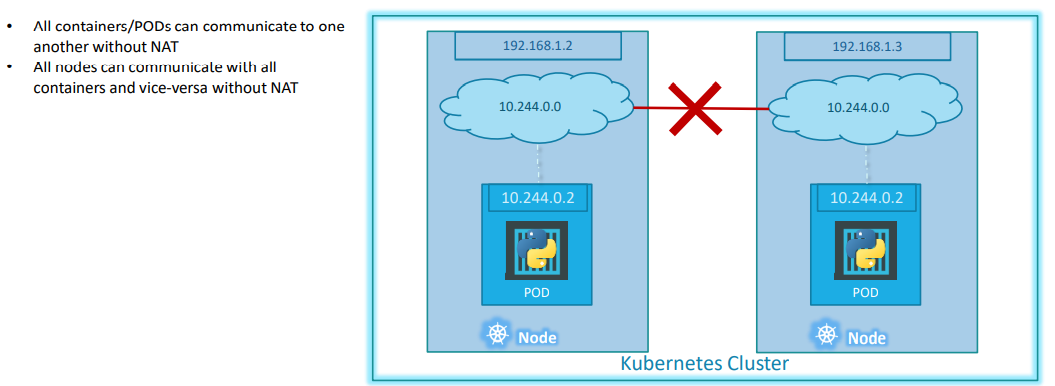 • All containers/PODs can communicate to one
another without NAT
• All nodes can communicate with all
containers and vice-versa without NAT
192.168.1.2
192.168.1.3
10.244.0.0
10.244.0.0
10.244.0.2
10.244.0.2
POD
POD
Node
Node
Kubernetes Cluster